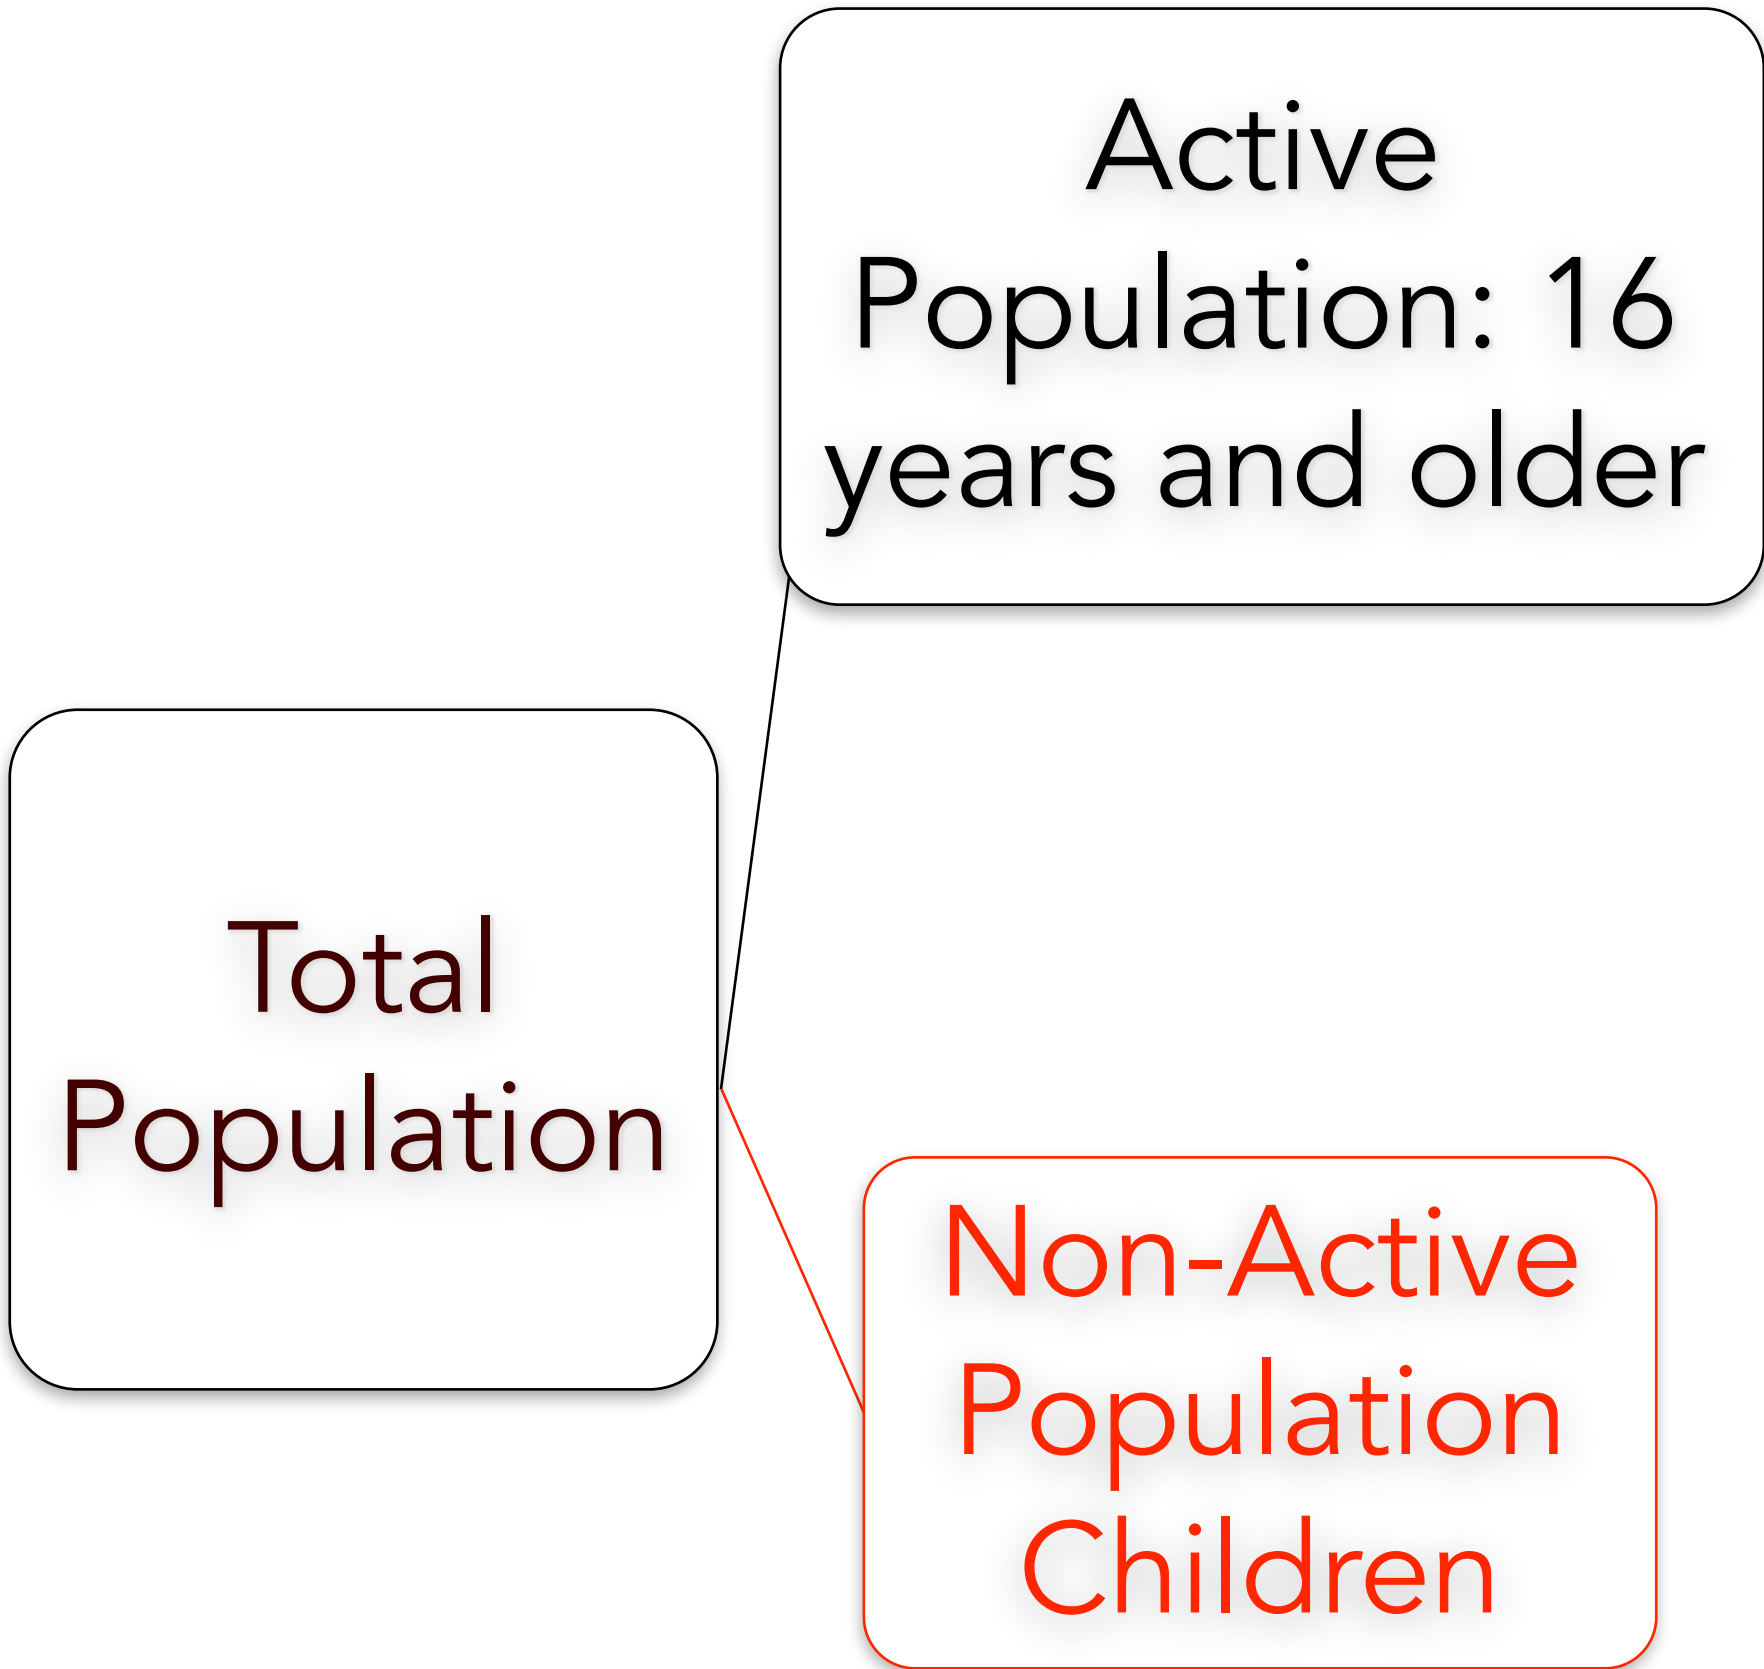 Active
Population: 16
years and older
Total
Population
Non-Active
Population
Children